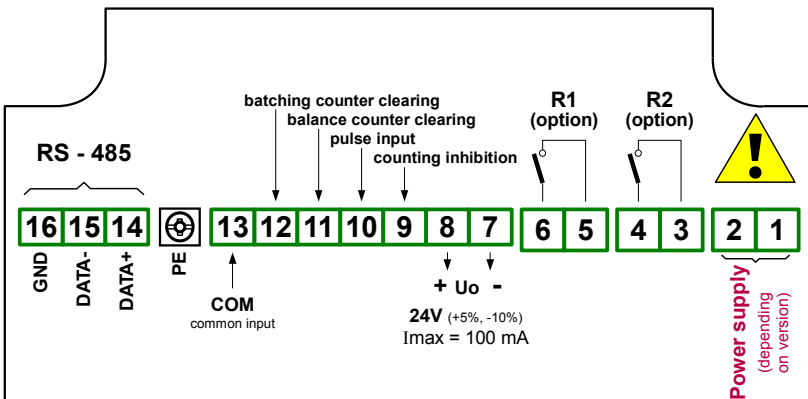 batching counter clearing
balance counter clearing
pulse input
counting inhibition
R1
(option)
R2
(option)
RS - 485
16 15 14 13 12 11 10 9 8 7 6 5 4 3 2 1
GND
DATA-
DATA+
PE
COM
common input
+ Uo -
24V (+5%, -10%)
Imax = 100 mA
Power supply
(depending
on version)